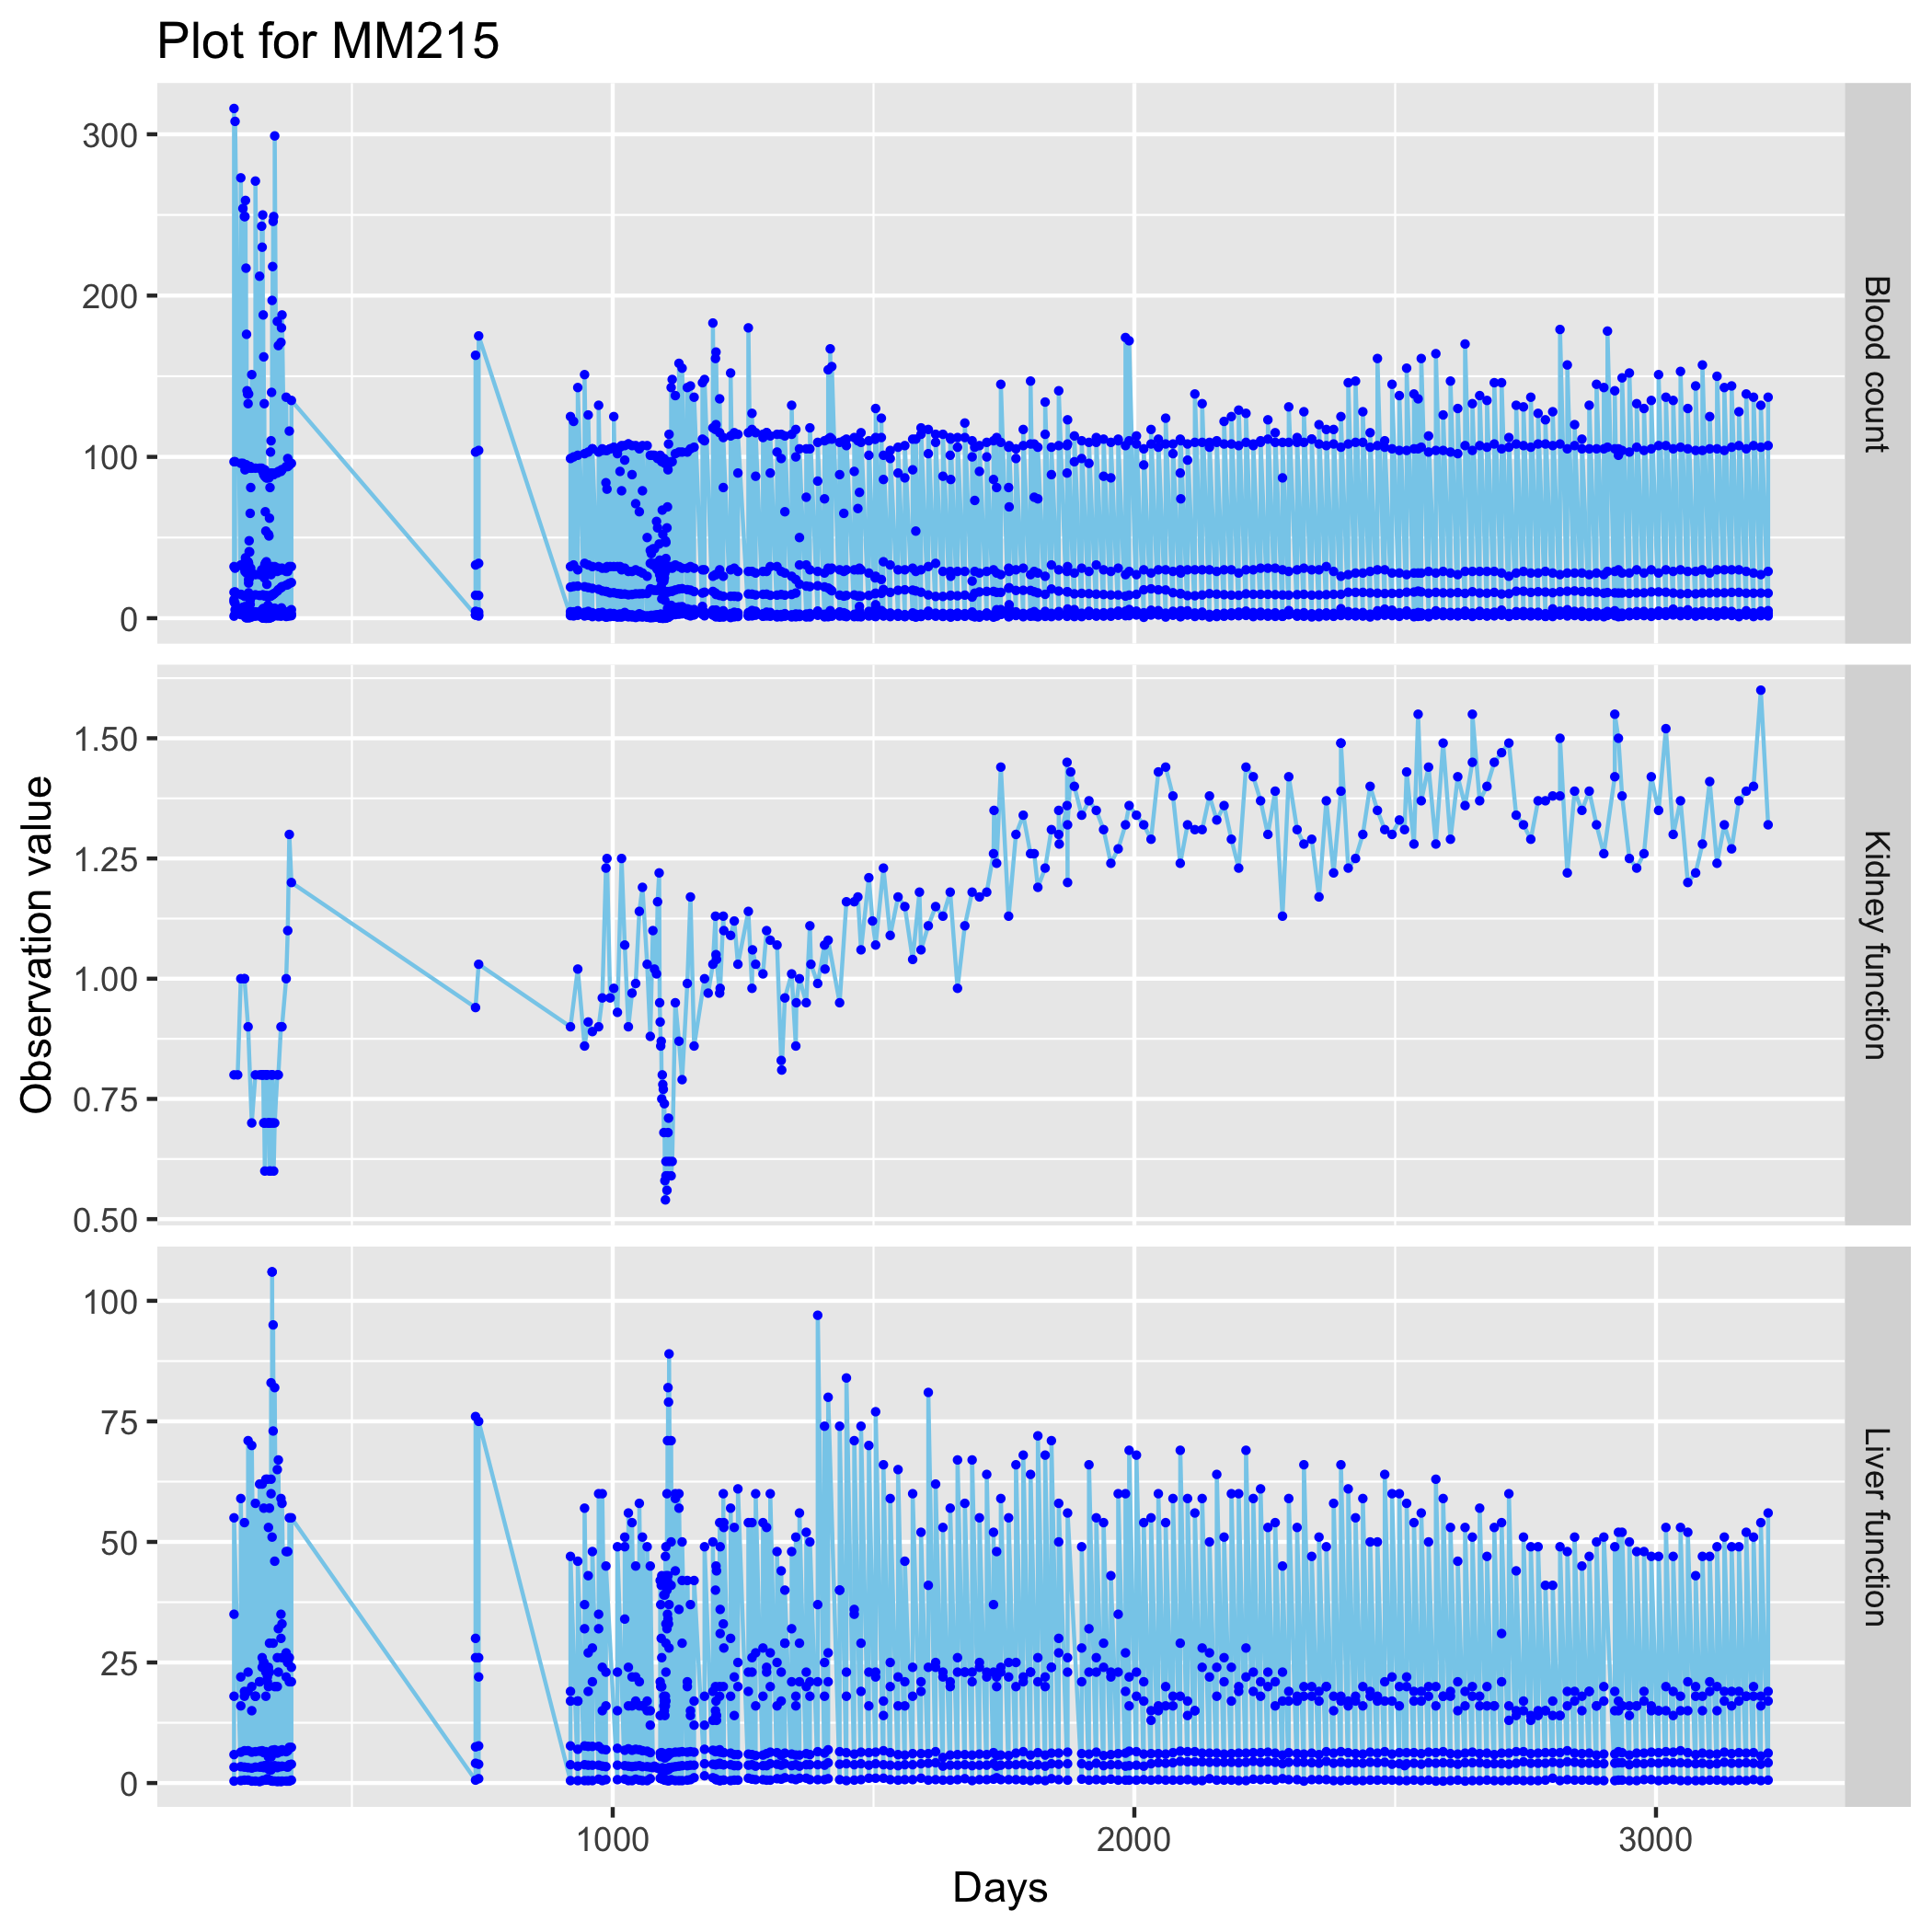 Plot for MM215
300
200
100
0
Blood count
1.50
1.25
1.00
0.75
0.50
Kidney function
100
75
50
25
0
Liver function
Observation value
1000
2000
3000
Days